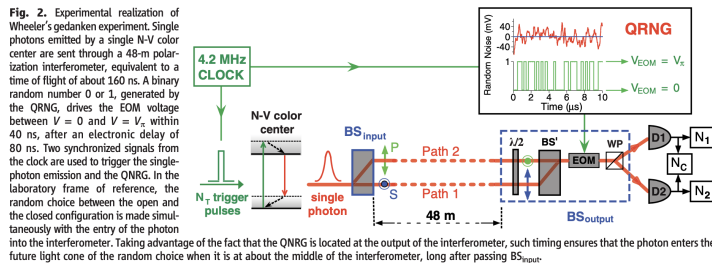 Fig. 2. Experimental realization of
Wheeler's gedanken experiment. Single
photons emitted by a single N-V color
center are sent through a 48-m polar-
ization interferometer, equivalent to a
time of flight of about 160 ns. A binary
random number 0 or 1, generated by
the QRNG, drives the EOM voltage
between V = 0 and V = Vπ within
40 ns, after an electronic delay of
80 ns. Two synchronized signals from
the clock are used to trigger the single-
photon emission and the QRNG. In the
laboratory frame of reference, the
random choice between the open and
the closed configuration is made simul-
taneously with the entry of the photon
into the interferometer. Taking advantage of the fact that the QNRG is located at the output of the interferometer, such timing ensures that the photon enters the
future light cone of the random choice when it is at about the middle of the interferometer, long after passing BSinput.
4.2 MHz
CLOCK
NT trigger
pulses
N-V color
center
single
photon
BSinput
P
S
Path 2
Path 1
48 m
λ/2
BS'
EOM
WP
BSoutput
D1
D2
N1
NC
N2
QRNG
Random Noise (mV)
40
0
-40
1
0
0 2 4 6 8 10
Time (µs)
VEOM = Vπ
VEOM = 0